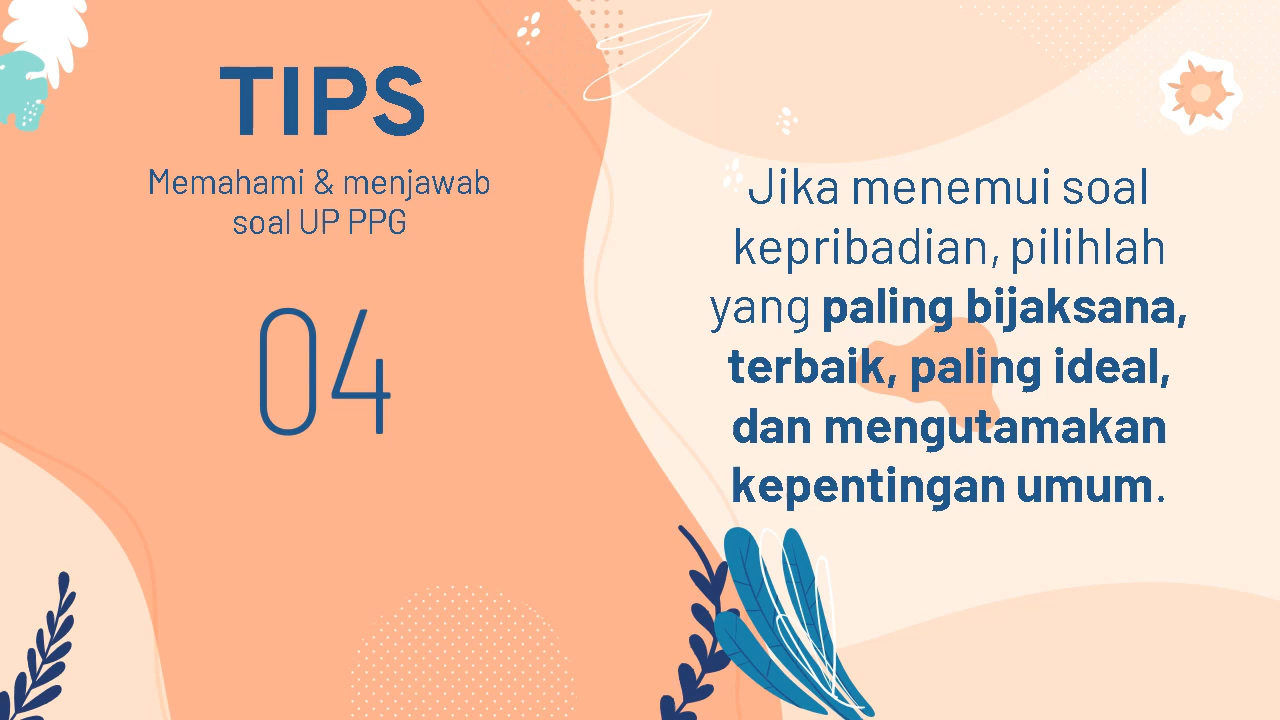 TIPS
Memahami & menjawab
soal UP PPG
04
Jika menemui soal
kepribadian, pilihlah
yang paling bijaksana,
terbaik, paling ideal,
dan mengutamakan
kepentingan umum.